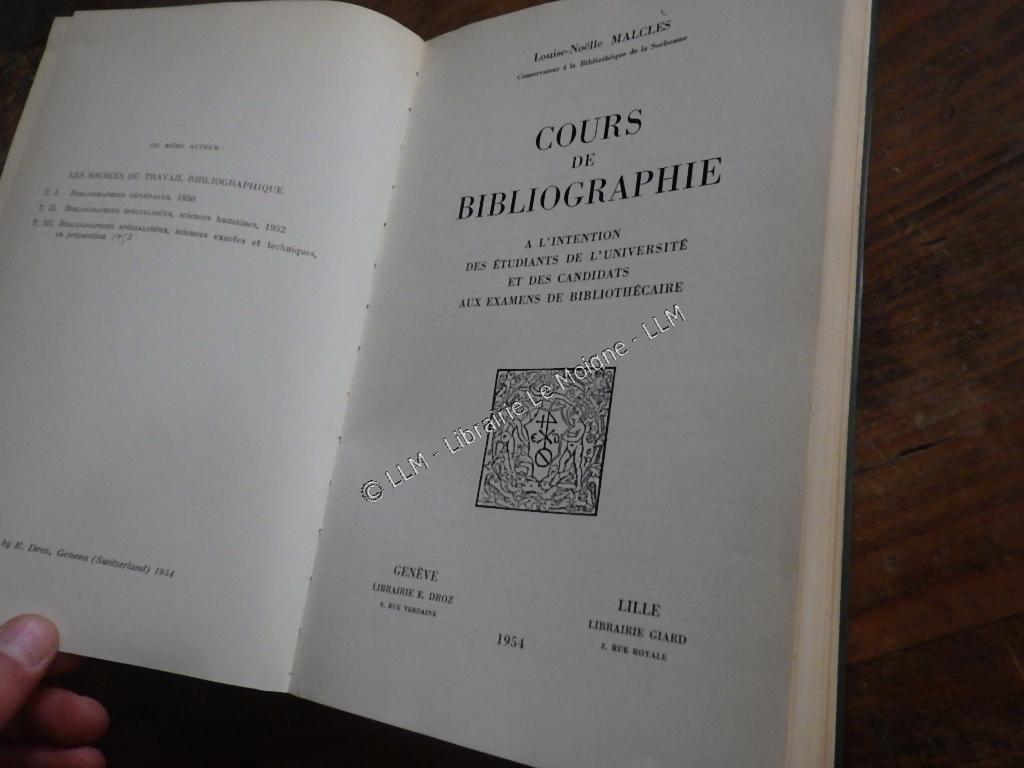 DU MÊME AUTEUR :
LES SOURCES DU TRAVAIL BIBLIOGRAPHIQUE
T. I. BIBLIOGRAPHIES GÉNÉRALES, 1950
T. II. BIBLIOGRAPHIES SPÉCIALISÉES, sciences humaines, 1952
T. III. BIBLIOGRAPHIES SPÉCIALISÉES, sciences exactes et techniques,
en préparation
by E. Droz, Geneva (Switzerland) 1954
Louise-Noëlle MALCLÈS
Conservateur à la Bibliothèque de la Sorbonne
COURS
DE
BIBLIOGRAPHIE
A L'INTENTION
DES ÉTUDIANTS DE L'UNIVERSITÉ
ET DES CANDIDATS
AUX EXAMENS DE BIBLIOTHÉCAIRE
© LLM - Librairie Le Moigne - LLM
GENÈVE
LIBRAIRIE E. DROZ
8, RUE VERDAINE
1954
LILLE
LIBRAIRIE GIARD
2, RUE ROYALE